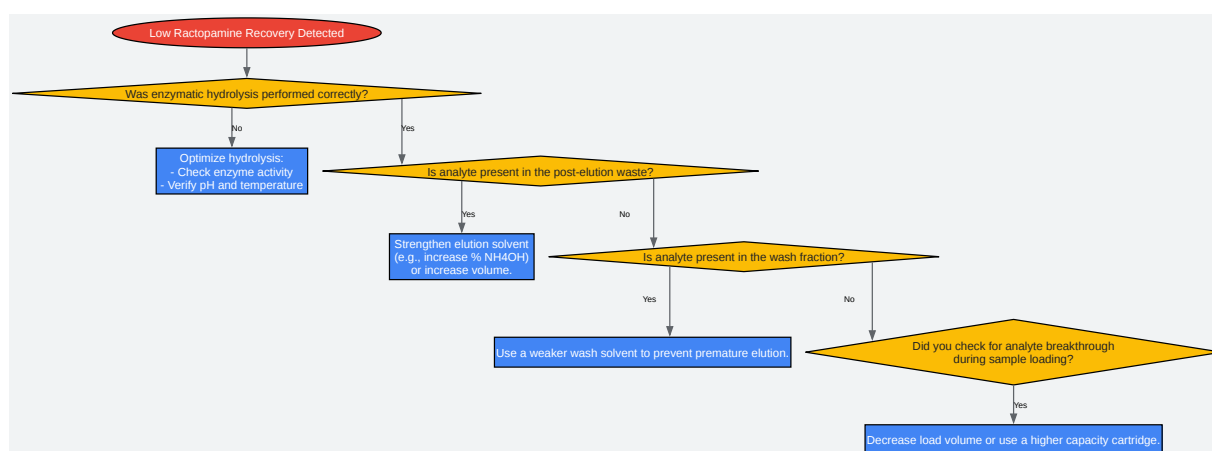 Low Ractopamine Recovery Detected
Was enzymatic hydrolysis performed correctly?
No
Yes
Optimize hydrolysis:
- Check enzyme activity
- Verify pH and temperature
Is analyte present in the post-elution waste?
Yes
No
Strengthen elution solvent
(e.g., increase % NH4OH)
or increase volume.
Is analyte present in the wash fraction?
Yes
No
Use a weaker wash solvent to prevent premature elution.
Did you check for analyte breakthrough
during sample loading?
Yes
Decrease load volume or use a higher capacity cartridge.